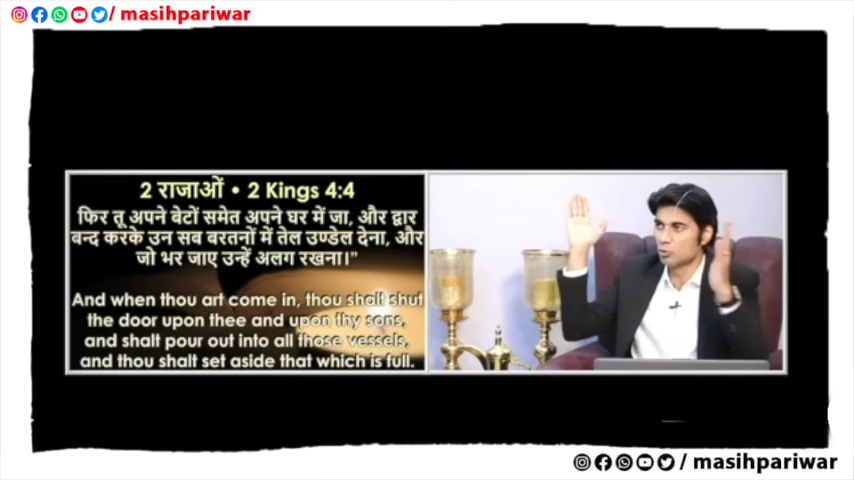 / masihpariwar
2 राजाओं • 2 Kings 4:4
फिर तू अपने बेटों समेत अपने घर में जा, और द्वार
बन्द करके उन सब बरतनों में तेल उण्डेल देना, और
जो भर जाए उन्हें अलग रखना।"
And when thou art come in, thou shalt shut
the door upon thee and upon thy sons,
and shalt pour out into all those vessels,
and thou shalt set aside that which is full.
/ masihpariwar